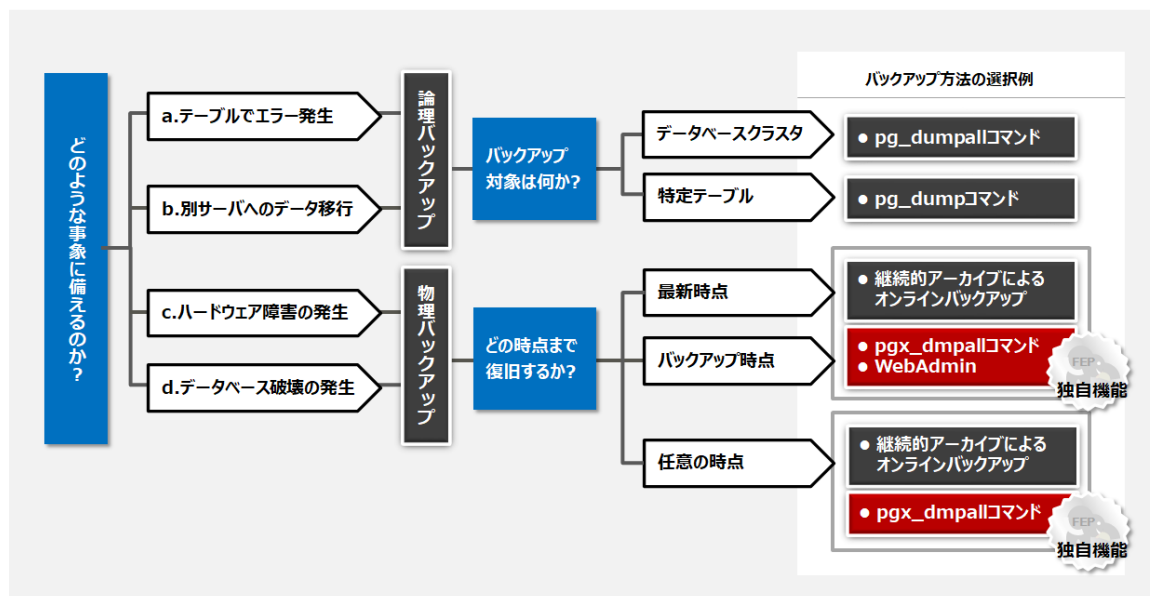 バックアップ方法の選択例
どのような事象に備えるのか?
a.テーブルでエラー発生
b.別サーバへのデータ移行
c.ハードウェア障害の発生
d.データベース破壊の発生
論理バックアップ
物理バックアップ
バックアップ
対象は何か?
どの時点まで
復旧するか?
データベースクラスタ
特定テーブル
最新時点
バックアップ時点
任意の時点
● pg_dumpallコマンド
● pg_dumpコマンド
● 継続的アーカイブによる
オンラインバックアップ
● pgx_dmpallコマンド
● WebAdmin
FEP
独自機能
● 継続的アーカイブによる
オンラインバックアップ
● pgx_dmpallコマンド
FEP
独自機能